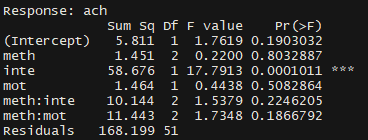 Response: ach
Sum Sq Df F value Pr(>F)
(Intercept) 5.811 1 1.7619 0.1903032
meth 1.451 2 0.2200 0.8032887
inte 58.676 1 17.7913 0.0001011 ***
mot 1.464 1 0.4438 0.5082864
meth:inte 10.144 2 1.5379 0.2246205
meth:mot 11.443 2 1.7348 0.1866792
Residuals 168.199 51